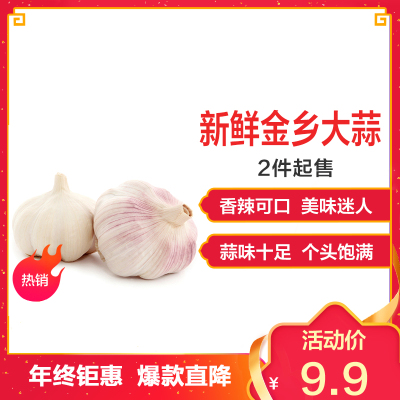 新鲜金乡大蒜
2件起售
香辣可口 美味迷人
蒜味十足 个头饱满
热销
活动价
年终钜惠 爆款直降
¥ 9.9